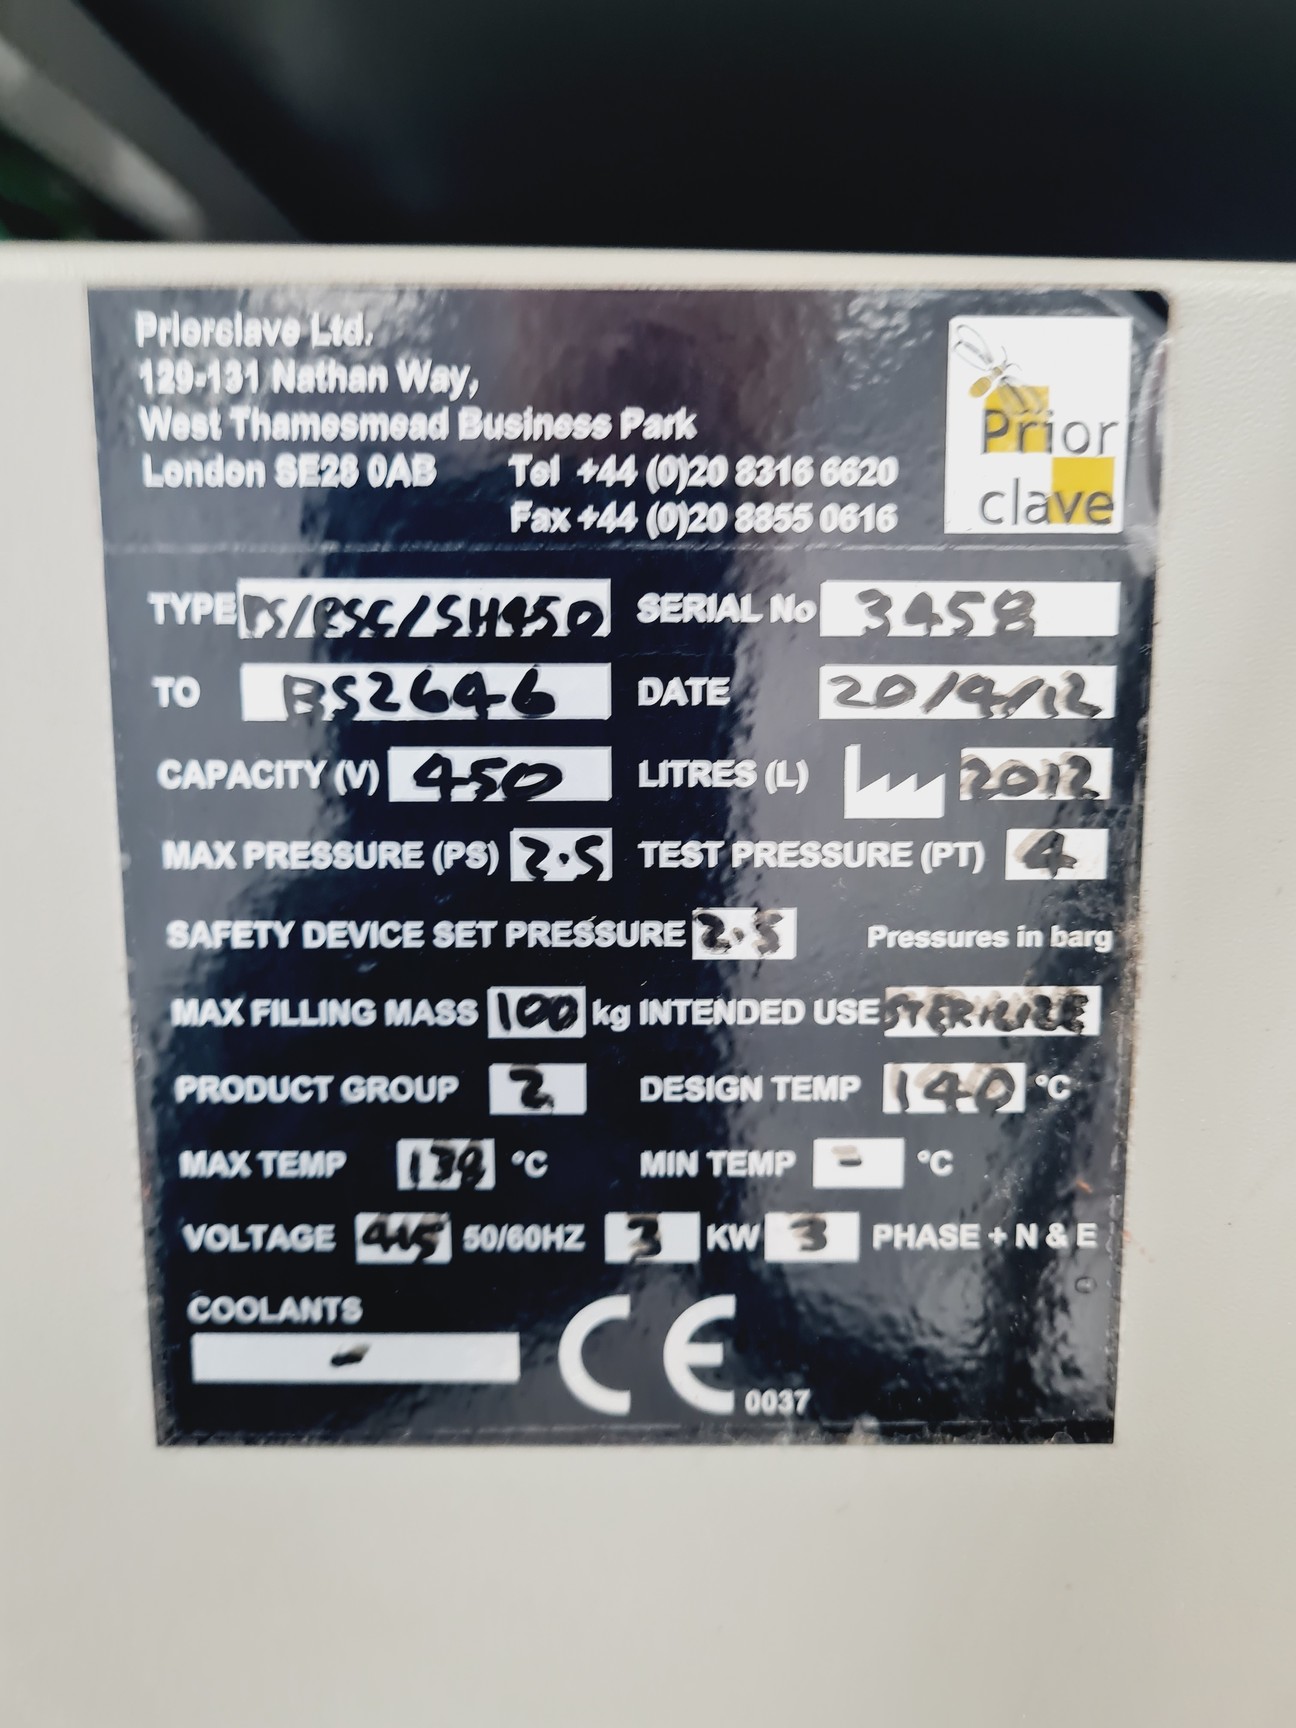 Priorclave Ltd.
129-131 Nathan Way,
West Thamesmead Business Park
London SE28 0AB Tel +44 (0)20 8316 6620
Fax +44 (0)20 8855 0616
Prior
clave
TYPE /SH450 SERIAL No 3458
TO BS2646 DATE 20/4/12
CAPACITY (V) 450 LITRES (L) 2012
MAX PRESSURE (PS) 2.5 TEST PRESSURE (PT) 4
SAFETY DEVICE SET PRESSURE 2.5 Pressures in barg
MAX FILLING MASS 100 kg INTENDED USE STERILIZE
PRODUCT GROUP 2 DESIGN TEMP 140 °C
MAX TEMP °C MIN TEMP - °C
VOLTAGE 415 50/60HZ 3 KW 3 PHASE + N & E
COOLANTS
-
CE 0037